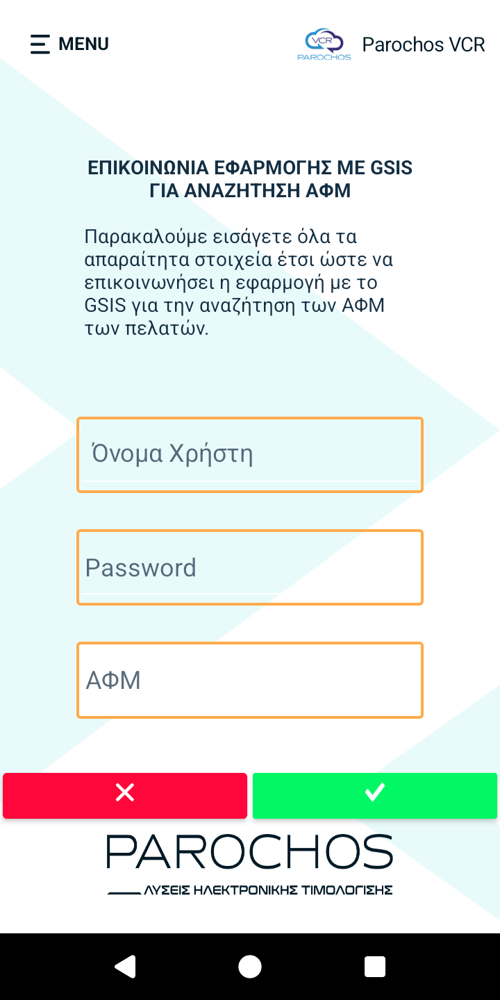 MENU
VCR
PAROCHOS
Parochos VCR
ΕΠΙΚΟΙΝΩΝΙΑ ΕΦΑΡΜΟΓΗΣ ΜΕ GSIS
ΓΙΑ ΑΝΑΖΗΤΗΣΗ ΑΦΜ
Παρακαλούμε εισάγετε όλα τα
απαραίτητα στοιχεία έτσι ώστε να
επικοινωνήσει η εφαρμογή με το
GSIS για την αναζήτηση των ΑΦΜ
των πελατών.
Όνομα Χρήστη
Password
ΑΦΜ
PAROCHOS
ΛΥΣΕΙΣ ΗΛΕΚΤΡΟΝΙΚΗΣ ΤΙΜΟΛΟΓΙΣΗΣ